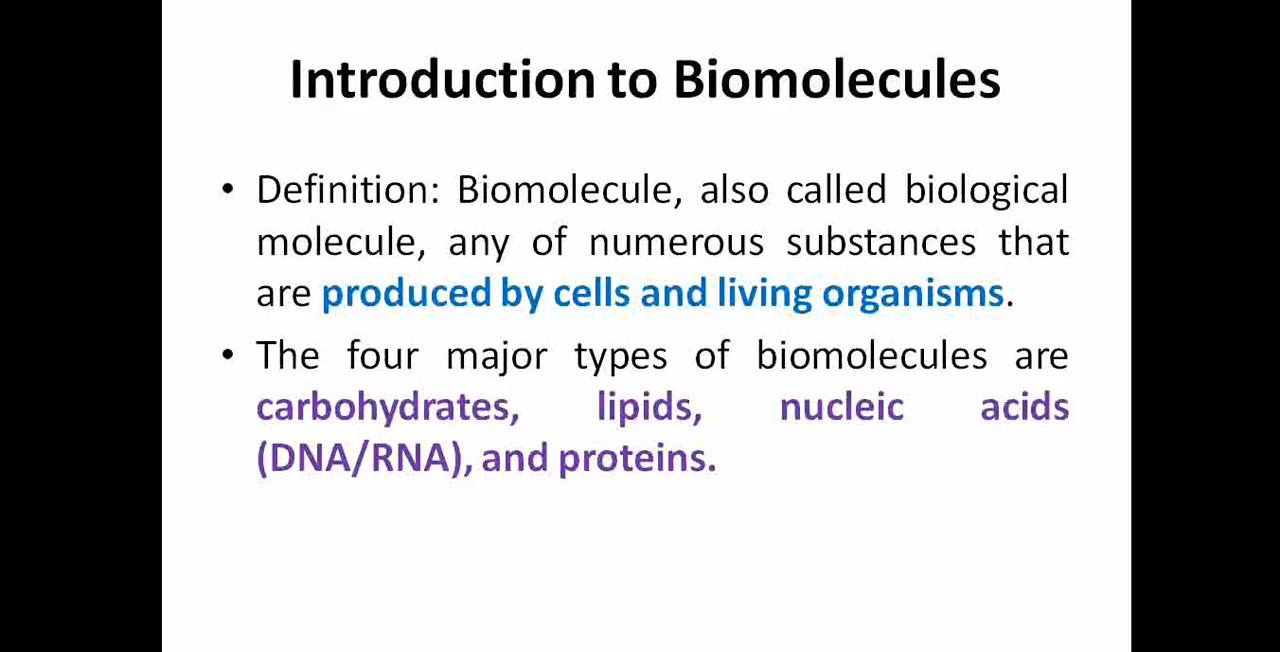 Introduction to Biomolecules
• Definition: Biomolecule, also called biological
molecule, any of numerous substances that
are produced by cells and living organisms.
• The four major types of biomolecules are
carbohydrates, lipids, nucleic acids
(DNA/RNA), and proteins.